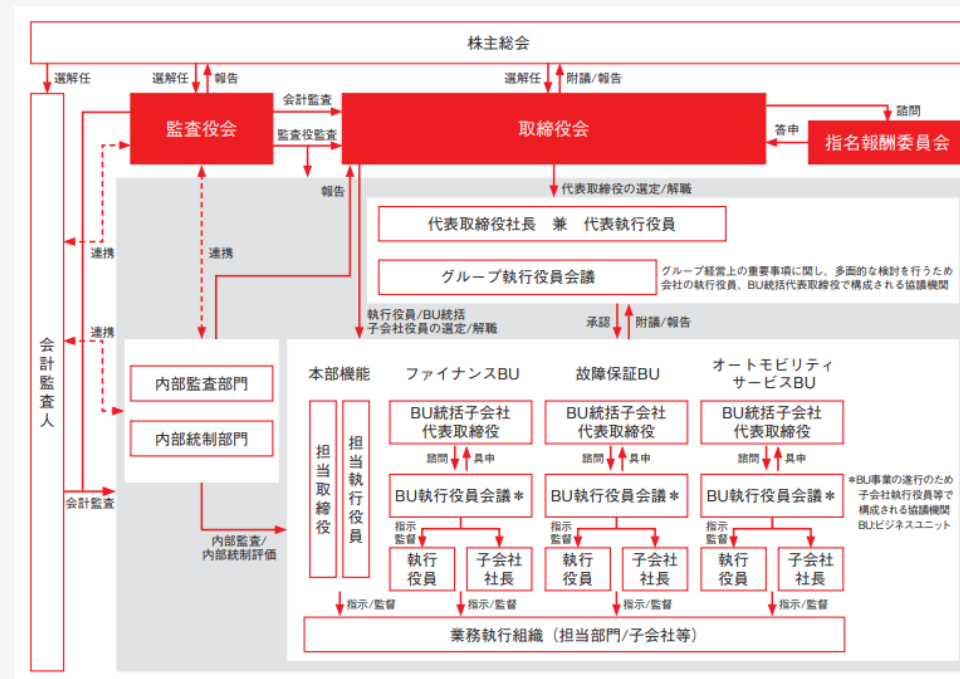 株主総会
選解任
選解任
報告
選解任
附議/報告
会計監査
監査役会
取締役会
諮問
答申
指名報酬委員会
監査役監査
報告
代表取締役の選定/解職
代表取締役社長 兼 代表執行役員
連携
連携
グループ執行役員会議
グループ経営上の重要事項に関し、多面的な検討を行うため
会社の執行役員、BU統括代表取締役で構成される協議機関
執行役員/BU統括
子会社役員の選定/解職
承認
附議/報告
連携
会計監査人
内部監査部門
内部統制部門
本部機能
ファイナンスBU
故障保証BU
オートモビリティ
サービスBU
担当取締役
担当執行役員
BU統括子会社
代表取締役
BU統括子会社
代表取締役
BU統括子会社
代表取締役
諮問
具申
諮問
具申
諮問
具申
BU執行役員会議*
BU執行役員会議*
BU執行役員会議*
*BU事業の遂行のため
子会社執行役員等で
構成される協議機関
BU:ビジネスユニット
会計監査
内部監査/
内部統制評価
指示
監督
指示
監督
指示
監督
執行
役員
子会社
社長
執行
役員
子会社
社長
執行
役員
子会社
社長
指示/監督
指示/監督
指示/監督
指示/監督
業務執行組織（担当部門/子会社等）